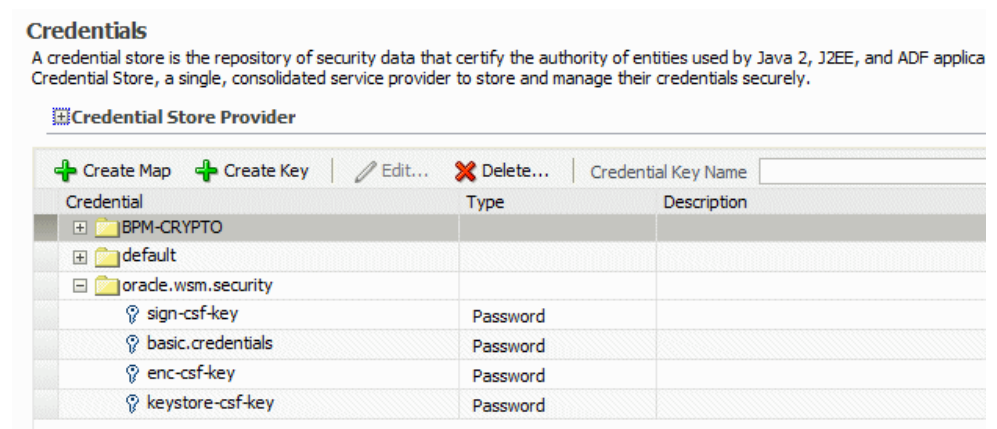 Credentials
A credential store is the repository of security data that certify the authority of entities used by Java 2, J2EE, and ADF applica
Credential Store, a single, consolidated service provider to store and manage their credentials securely.
Credential Store Provider
Create Map Create Key Edit... Delete... Credential Key Name
Credential Type Description
BPM-CRYPTO
default
oracle.wsm.security
sign-csf-key Password
basic.credentials Password
enc-csf-key Password
keystore-csf-key Password